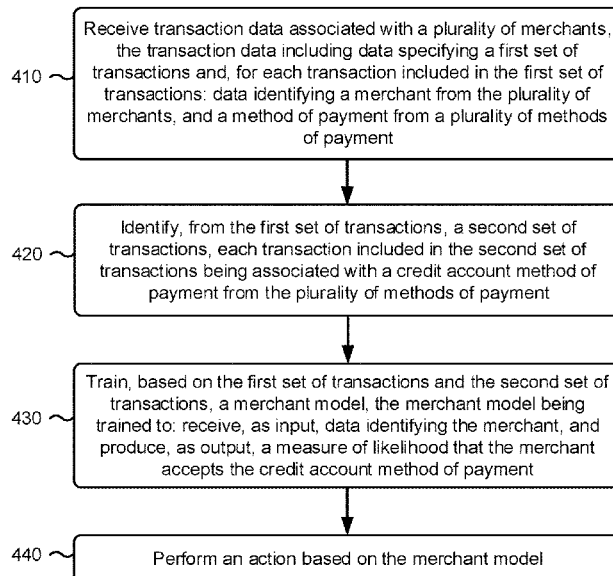 Receive transaction data associated with a plurality of merchants,
the transaction data including data specifying a first set of
transactions and, for each transaction included in the first set of
410
transactions: data identifying a merchant from the plurality of
merchants, and a method of payment from a plurality of methods
of payment
Identify, from the first set of transactions, a second set of
420
transactions, each transaction included in the second set of
transactions being associated with a credit account method of
payment from the plurality of methods of payment
Train, based on the first set of transactions and the second set of
transactions, a merchant model, the merchant model being
430
trained to: receive, as input, data identifying the merchant, and
produce, as output, a measure of likelihood that the merchant
accepts the credit account method of payment
440
Perform an action based on the merchant model